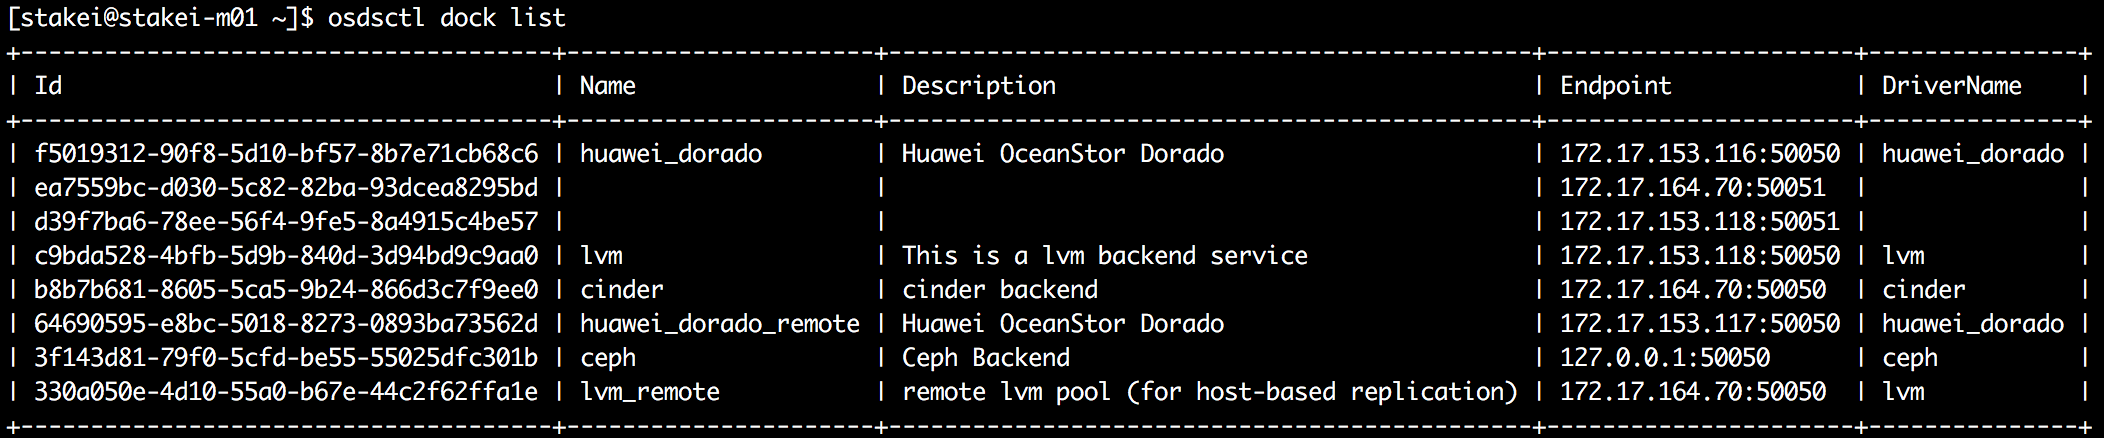 [stakei@stakei-m01 ~]$ osdsctl dock list
+--------------------------------------+----------------------+----------------------------------------------+----------------------+---------------+
| Id                                   | Name                 | Description                                  | Endpoint             | DriverName    |
+--------------------------------------+----------------------+----------------------------------------------+----------------------+---------------+
| f5019312-90f8-5d10-bf57-8b7e71cb68c6 | huawei_dorado        | Huawei OceanStor Dorado                      | 172.17.153.116:50050 | huawei_dorado |
| ea7559bc-d030-5c82-82ba-93dcea8295bd |                      |                                              | 172.17.164.70:50051  |               |
| d39f7ba6-78ee-56f4-9fe5-8a4915c4be57 |                      |                                              | 172.17.153.118:50051 |               |
| c9bda528-4bfb-5d9b-840d-3d94bd9c9aa0 | lvm                  | This is a lvm backend service                | 172.17.153.118:50050 | lvm           |
| b8b7b681-8605-5ca5-9b24-866d3c7f9ee0 | cinder               | cinder backend                               | 172.17.164.70:50050  | cinder        |
| 64690595-e8bc-5018-8273-0893ba73562d | huawei_dorado_remote | Huawei OceanStor Dorado                      | 172.17.153.117:50050 | huawei_dorado |
| 3f143d81-79f0-5cfd-be55-55025dfc301b | ceph                 | Ceph Backend                                 | 127.0.0.1:50050      | ceph          |
| 330a050e-4d10-55a0-b67e-44c2f62ffa1e | lvm_remote           | remote lvm pool (for host-based replication) | 172.17.164.70:50050  | lvm           |
+--------------------------------------+----------------------+----------------------------------------------+----------------------+---------------+